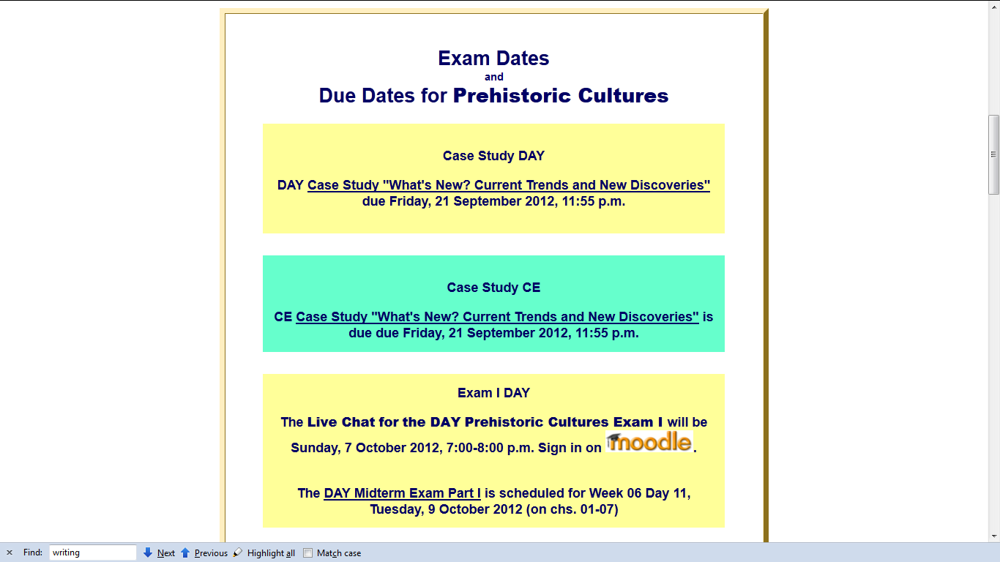 Exam Dates
and
Due Dates for Prehistoric Cultures
Case Study DAY
DAY Case Study "What's New? Current Trends and New Discoveries"
due Friday, 21 September 2012, 11:55 p.m.
Case Study CE
CE Case Study "What's New? Current Trends and New Discoveries" is
due due Friday, 21 September 2012, 11:55 p.m.
Exam I DAY
The Live Chat for the DAY Prehistoric Cultures Exam I will be
Sunday, 7 October 2012, 7:00-8:00 p.m. Sign in on moodle.
The DAY Midterm Exam Part I is scheduled for Week 06 Day 11,
Tuesday, 9 October 2012 (on chs. 01-07)
Find: writing Next Previous Highlight all Match case